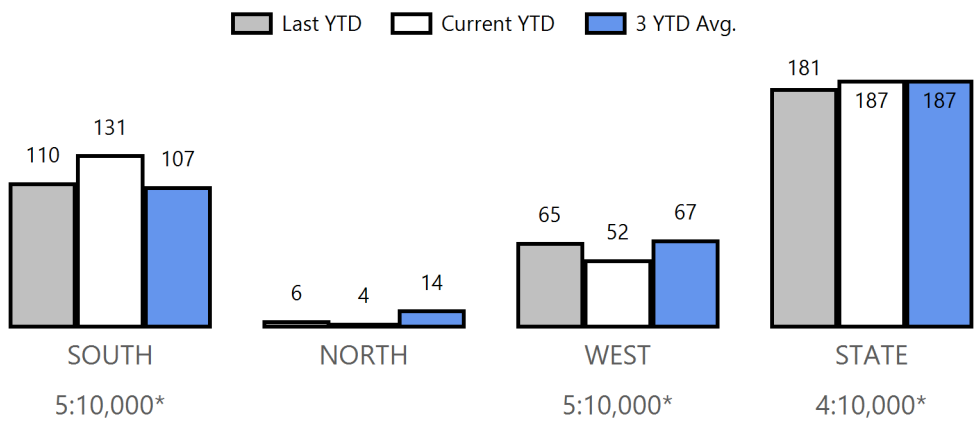 Last YTD Current YTD 3 YTD Avg.
110 131 107
6 4 14
65 52 67
181 187 187
SOUTH NORTH WEST STATE
5:10,000* 5:10,000* 4:10,000*